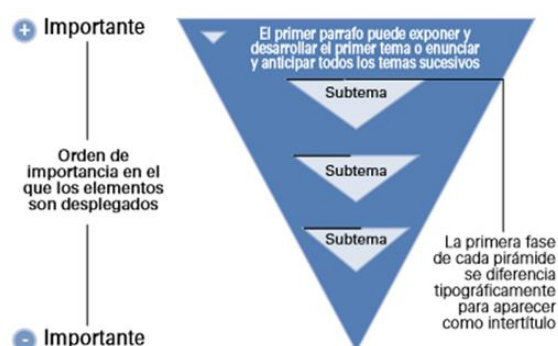 + Importante
El primer parrafo puede exponer y
desarrollar el primer tema o enunciar
y anticipar todos los temas sucesivos
Subtema
Orden de
importancia en el
que los elementos
son desplegados
Subtema
Subtema
La primera fase
de cada pirámide
se diferencia
tipográficamente
para aparecer
como intertítulo
- Importante